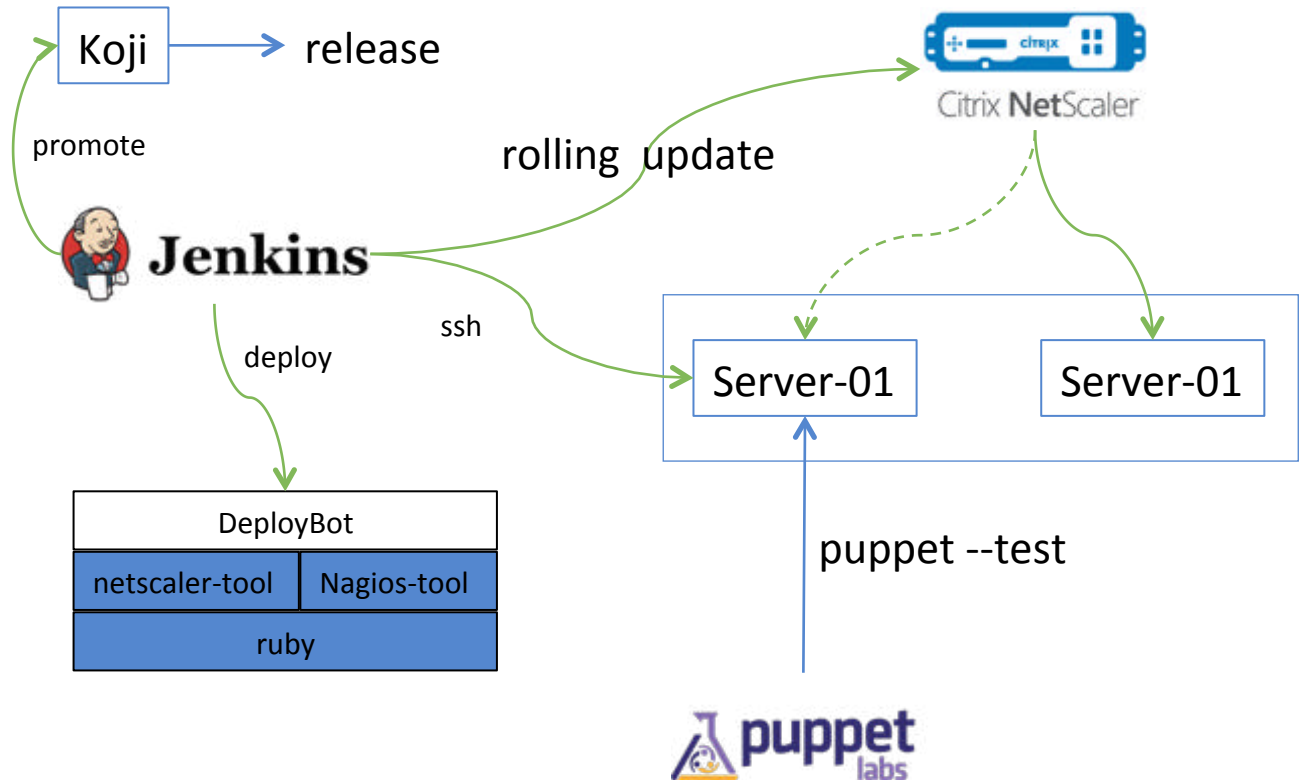 Koji
release
CITRIX
Citrix NetScaler
promote
rolling update
Jenkins
ssh
deploy
Server-01
Server-01
DeployBot
netscaler-tool
Nagios-tool
ruby
puppet --test
puppet
labs